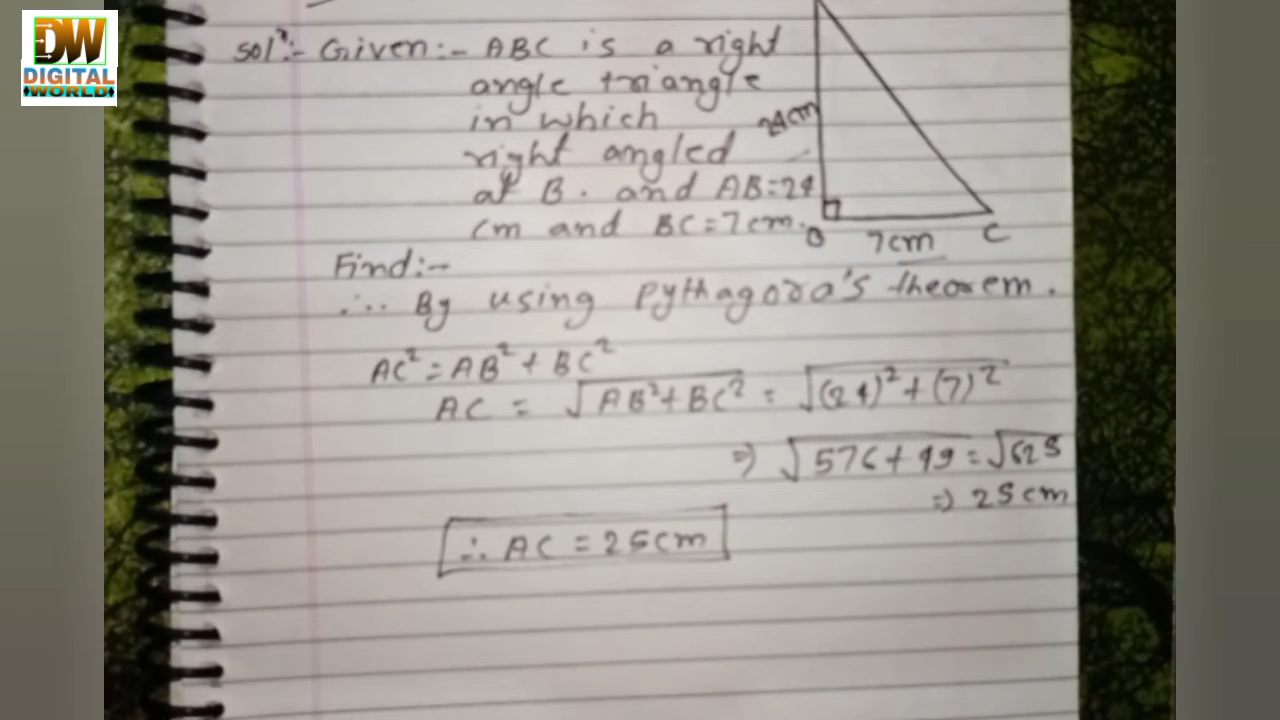 DW
DIGITAL
WORLD
Solⁿ:- Given:- ABC is a right
angle triangle
in which
right angled
at B. and AB=24
cm and BC=7cm.
24cm
B 7cm C
Find:-
∴ By using Pythagora's theorem.
AC² = AB² + BC²
AC = √AB²+BC² = √(24)²+(7)²
⇒ √576+49 = √625
⇒ 25cm
∴ AC = 25cm